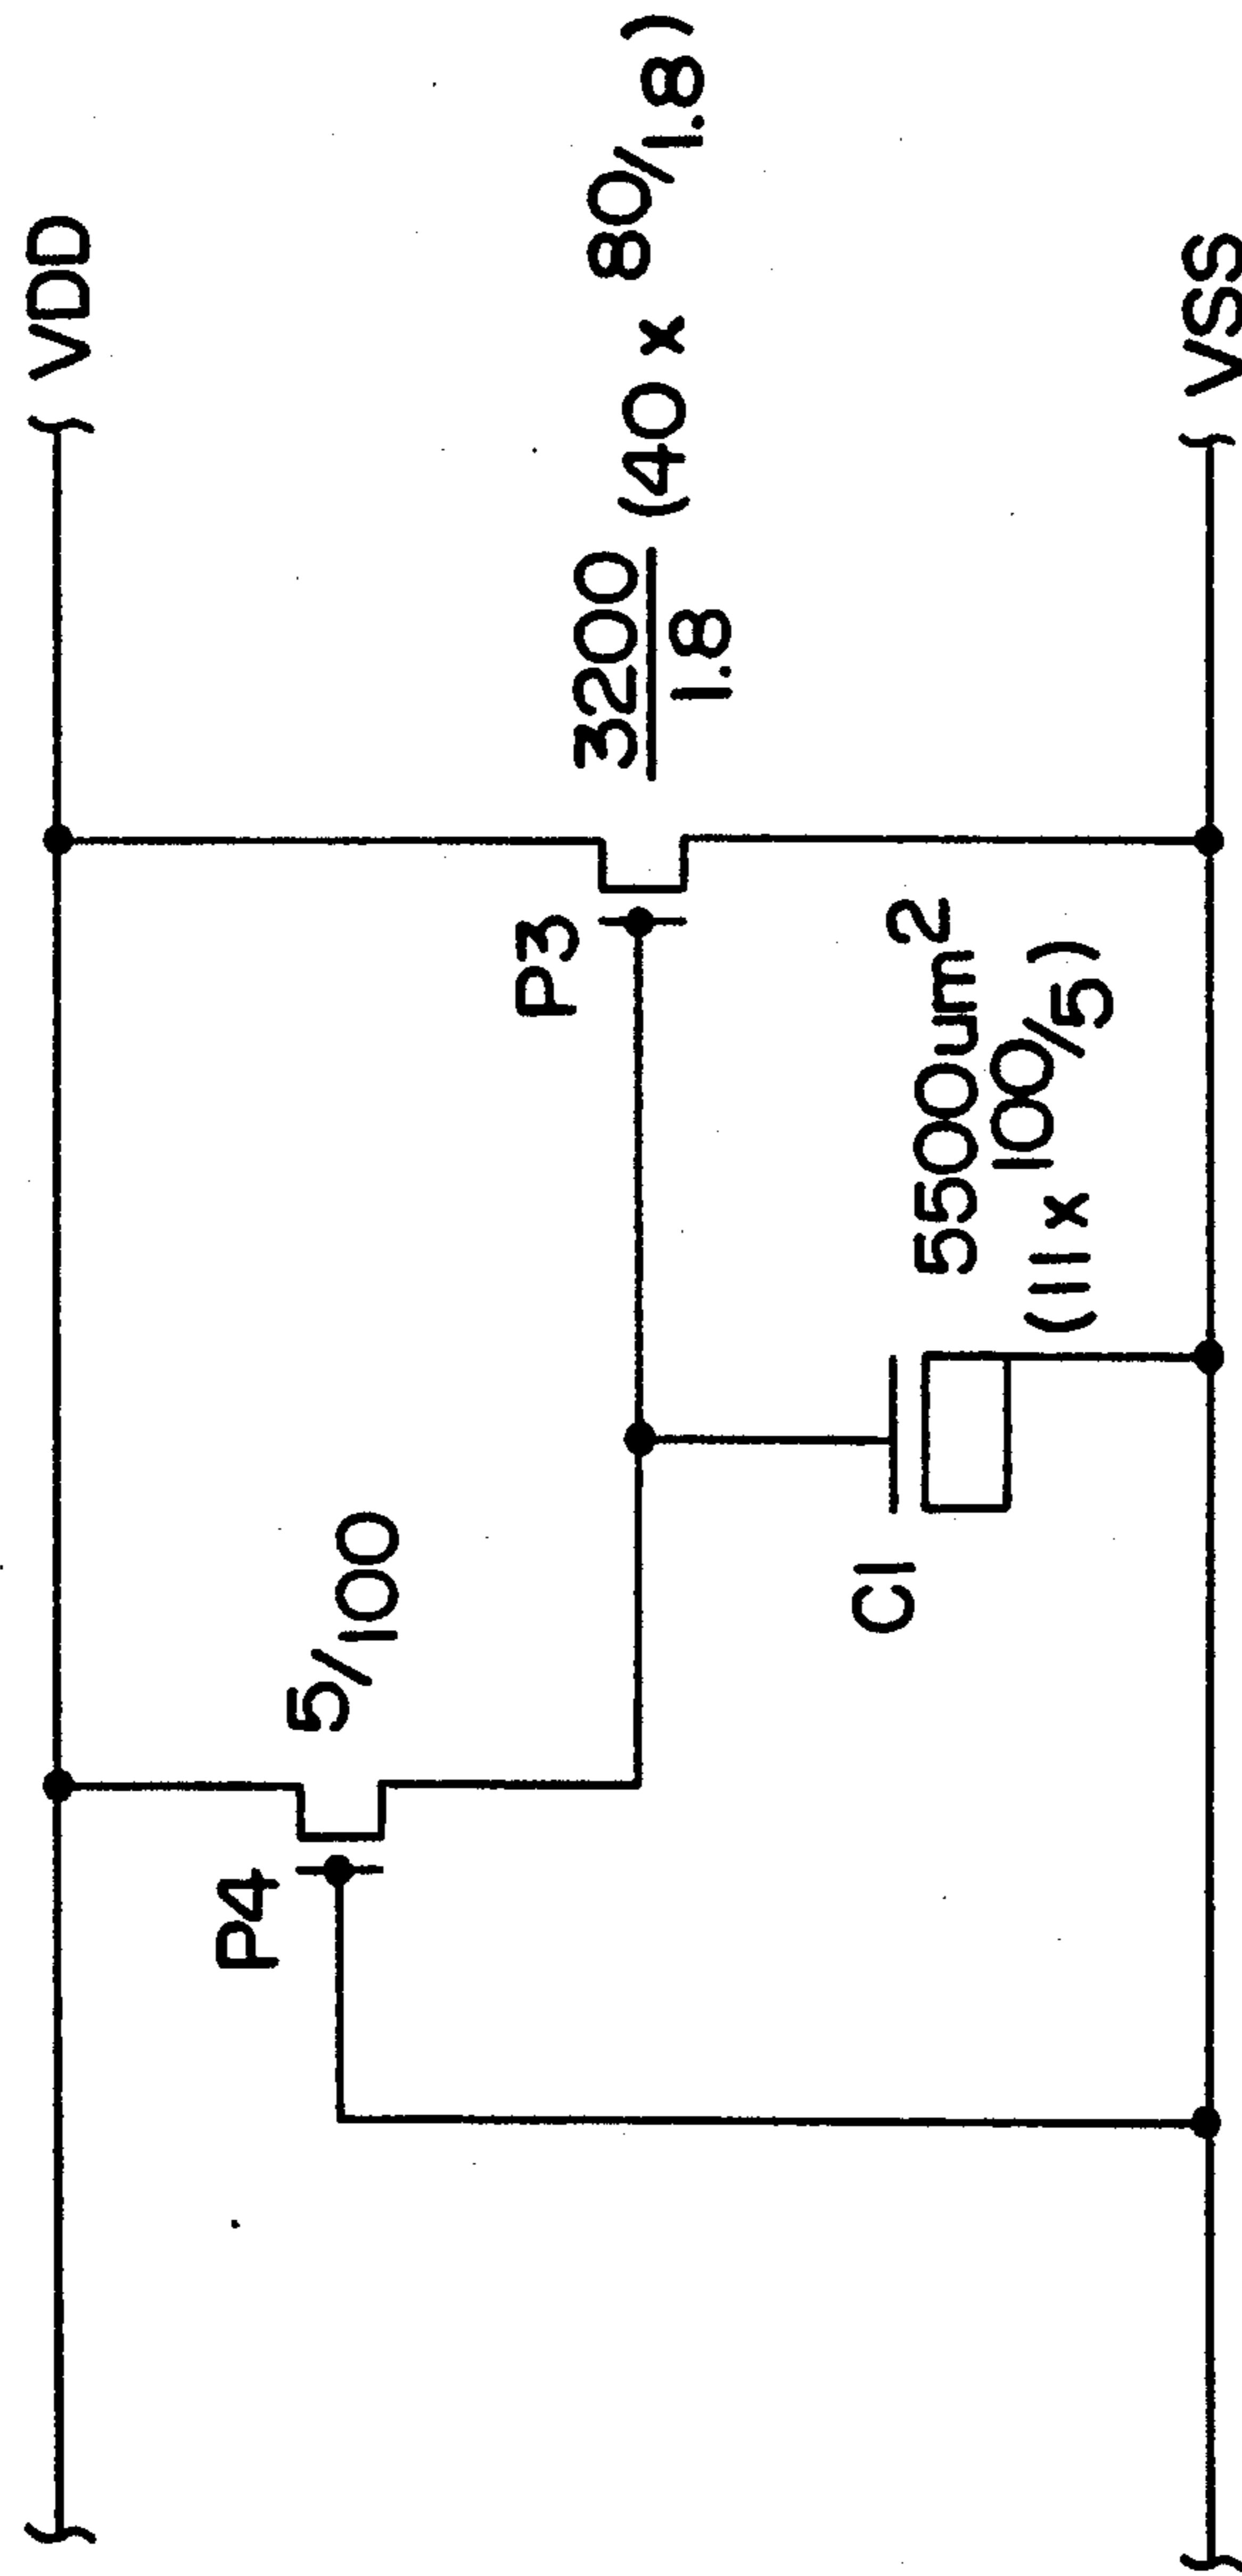 VDD
P4
5/100
P3
3200
1.8
(40 x 80/1.8)
C1
5500um2
(11 x 100/5)
VSS